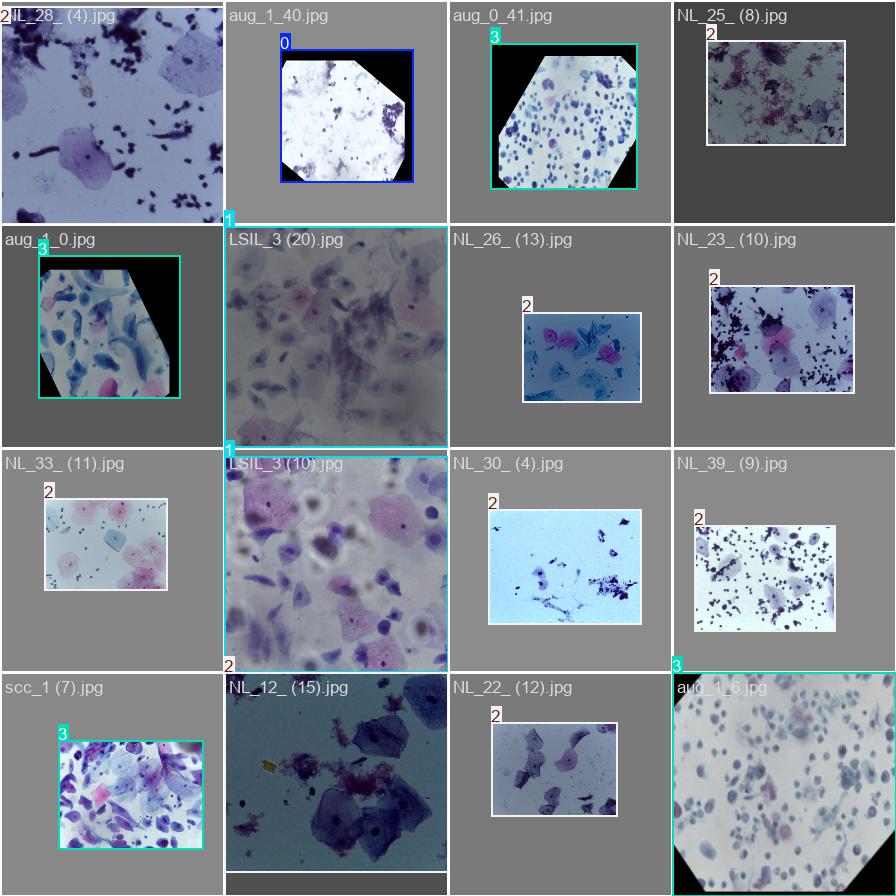 2
NL_28_ (4).jpg
aug_1_40.jpg
0
aug_0_41.jpg
3
NL_25_ (8).jpg
2
aug_1_0.jpg
3
1
LSIL_3 (20).jpg
NL_26_ (13).jpg
2
NL_23_ (10).jpg
2
NL_33_ (11).jpg
2
1
LSIL_3 (10).jpg
NL_30_ (4).jpg
2
NL_39_ (9).jpg
2
scc_1 (7).jpg
3
2
NL_12_ (15).jpg
NL_22_ (12).jpg
2
3
aug_1_6.jpg